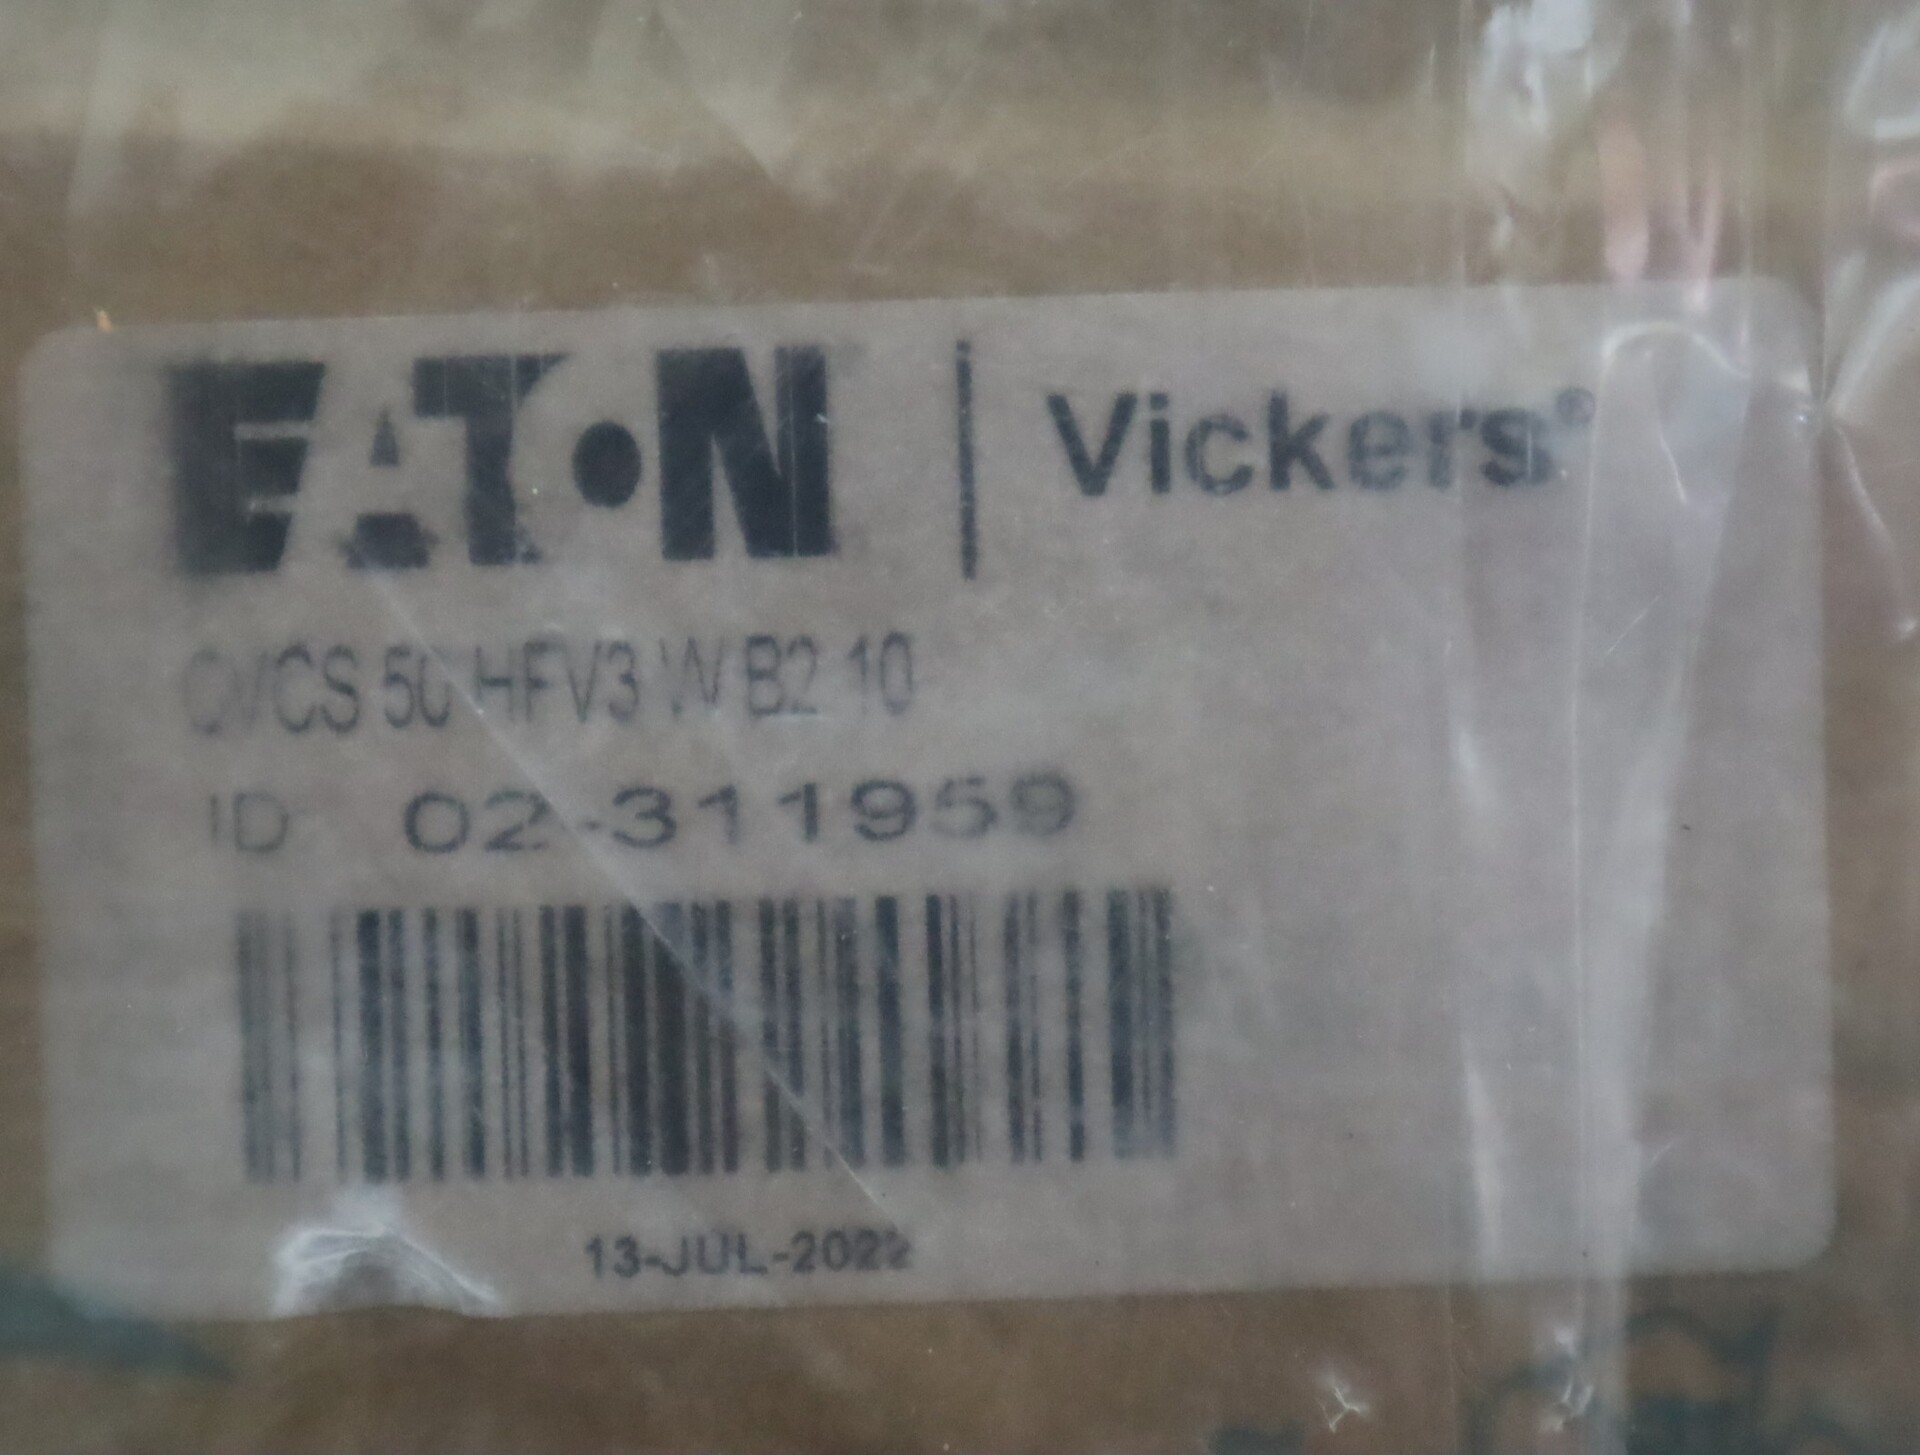 EATON | Vickers®
CVCS 50 HFV3 W B2 10
ID: 02-311959
13-JUL-2022